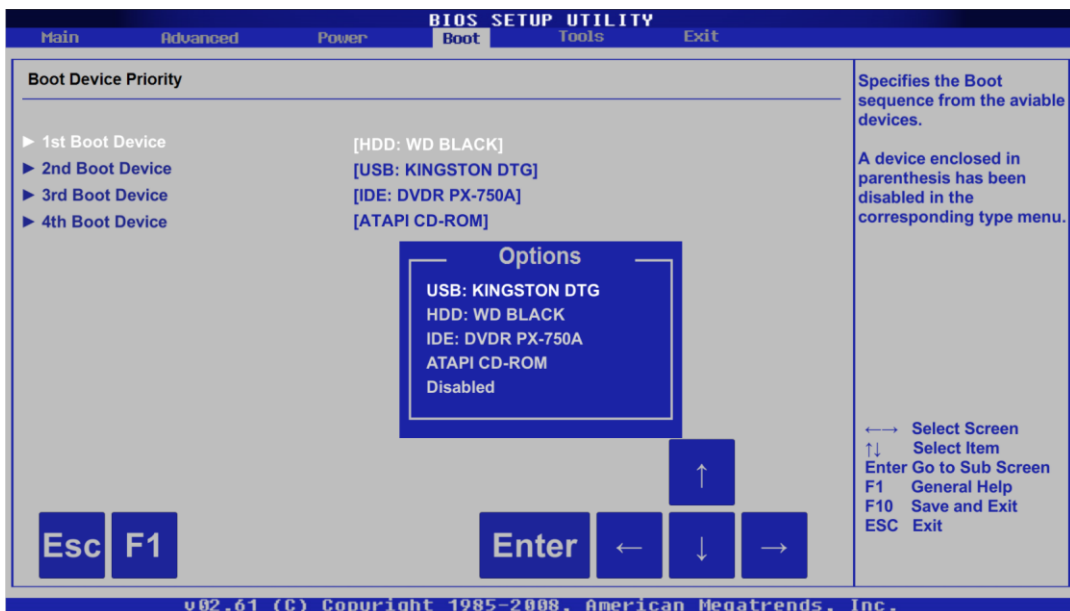 BIOS SETUP UTILITY
Main Advanced Power Boot Tools Exit
Boot Device Priority
► 1st Boot Device [HDD: WD BLACK]
► 2nd Boot Device [USB: KINGSTON DTG]
► 3rd Boot Device [IDE: DVDR PX-750A]
► 4th Boot Device [ATAPI CD-ROM]
Options
USB: KINGSTON DTG
HDD: WD BLACK
IDE: DVDR PX-750A
ATAPI CD-ROM
Disabled
Specifies the Boot
sequence from the aviable
devices.
A device enclosed in
parenthesis has been
disabled in the
corresponding type menu.
←→ Select Screen
↑↓ Select Item
Enter Go to Sub Screen
F1 General Help
F10 Save and Exit
ESC Exit
↑
Esc F1 Enter ← ↓ →
v02.61 (C) Copyright 1985-2008, American Megatrends, Inc.